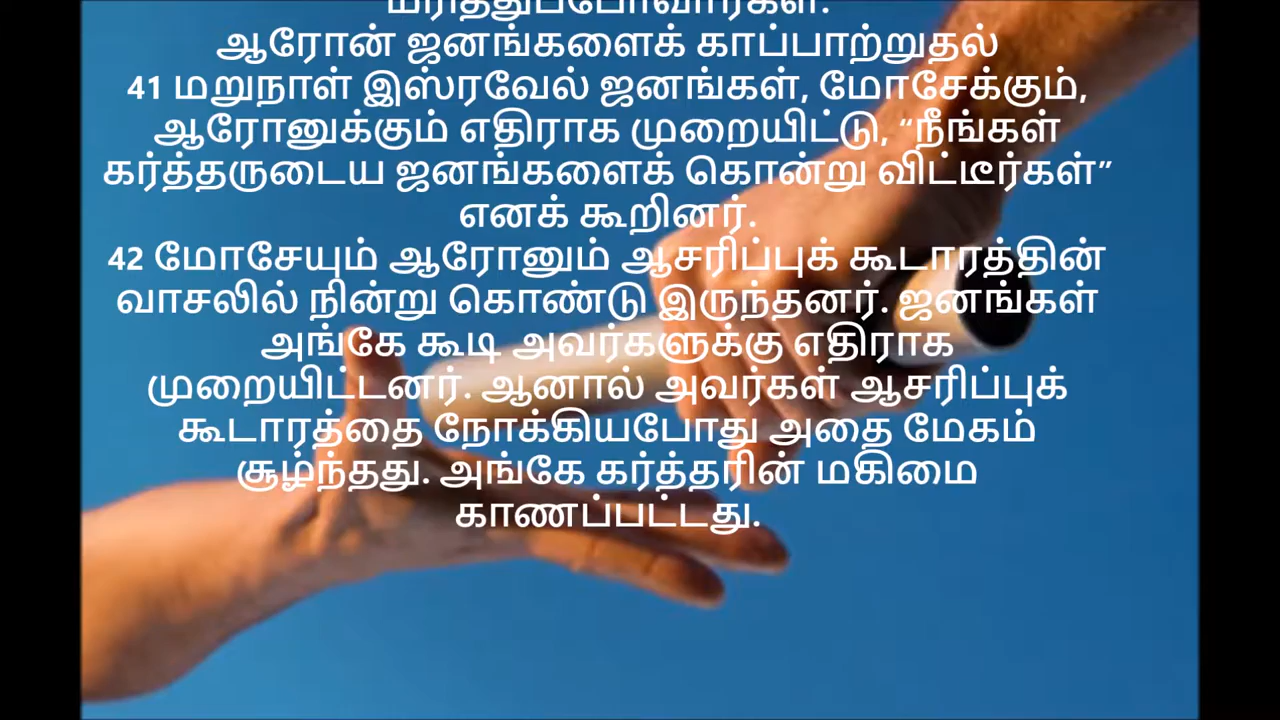 மரித்துப்போவார்கள்.
ஆரோன் ஜனங்களைக் காப்பாற்றுதல்
41 மறுநாள் இஸ்ரவேல் ஜனங்கள், மோசேக்கும்,
ஆரோனுக்கும் எதிராக முறையிட்டு, “நீங்கள்
கர்த்தருடைய ஜனங்களைக் கொன்று விட்டீர்கள்”
எனக் கூறினர்.
42 மோசேயும் ஆரோனும் ஆசரிப்புக் கூடாரத்தின்
வாசலில் நின்று கொண்டு இருந்தனர். ஜனங்கள்
அங்கே கூடி அவர்களுக்கு எதிராக
முறையிட்டனர். ஆனால் அவர்கள் ஆசரிப்புக்
கூடாரத்தை நோக்கியபோது அதை மேகம்
சூழ்ந்தது. அங்கே கர்த்தரின் மகிமை
காணப்பட்டது.